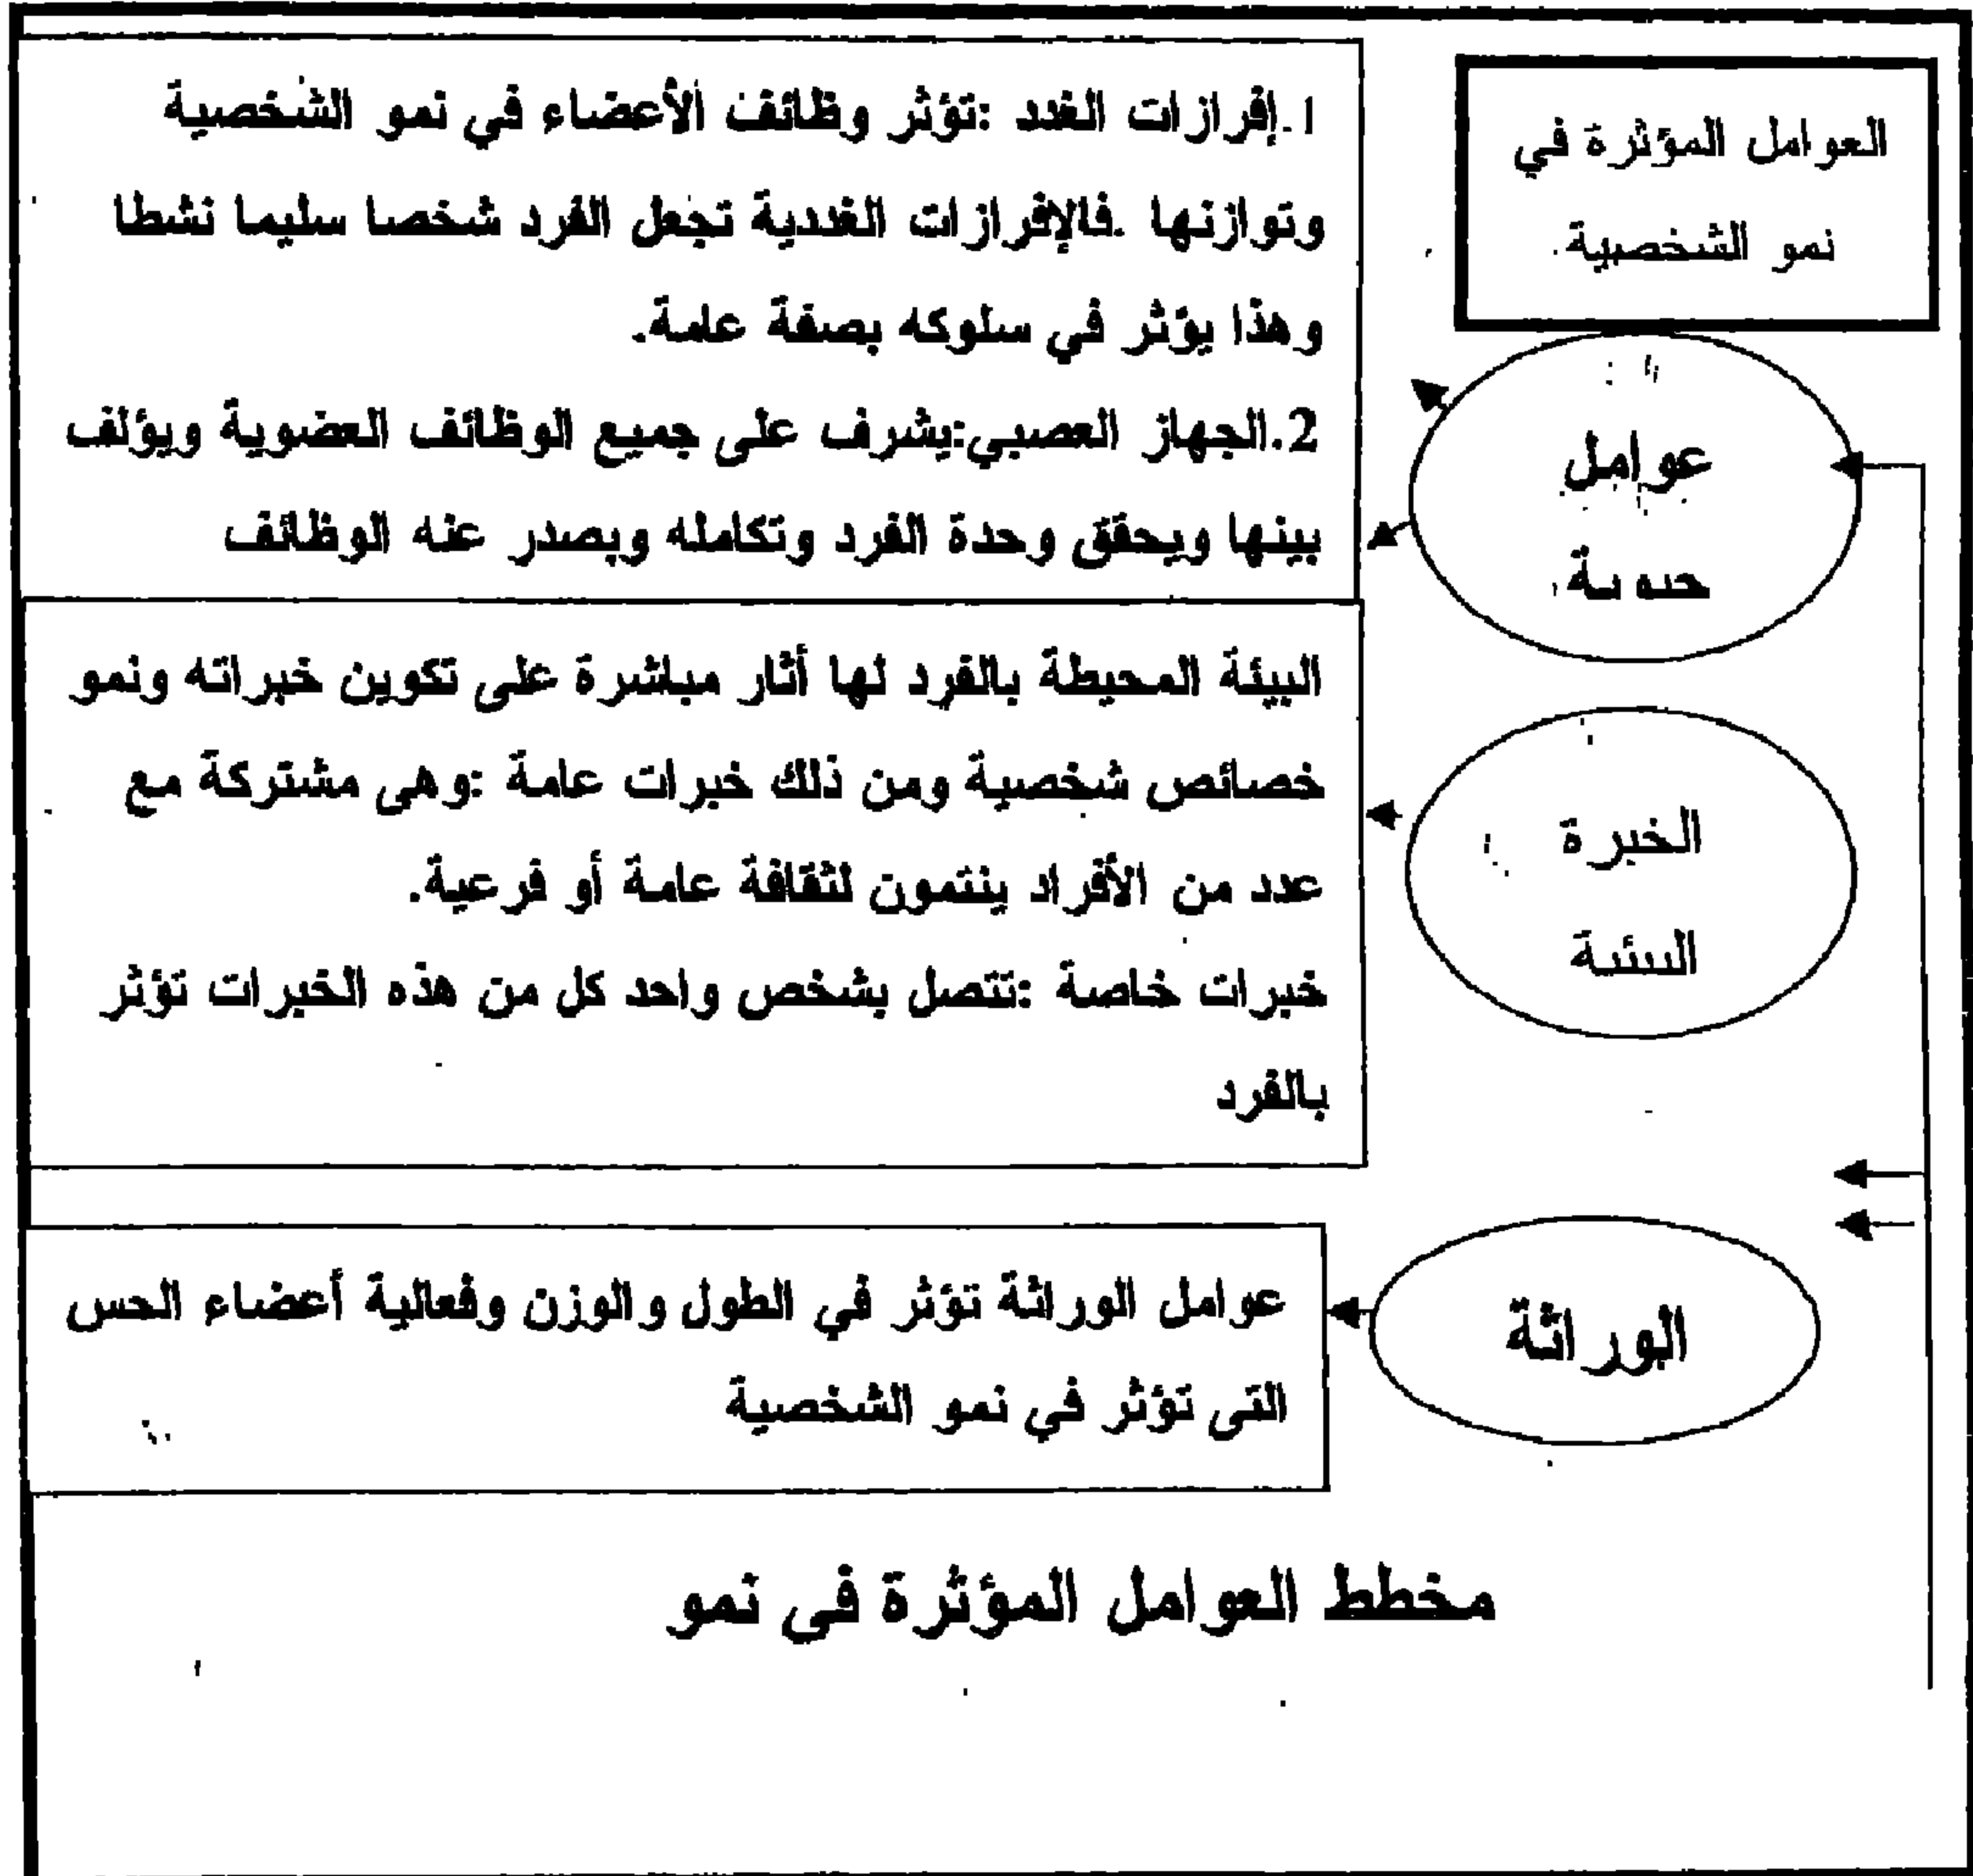 العوامل المؤثرة في
نمو الشخصية.
1.إفرازات الغدد :تؤثر وظائف الأعضاء في نمو الشخصية
وتوازنها .فالإفرازات الغددية تجعل الفرد شخصا سليما نشطا
وهذا يؤثر في سلوكه بصفة عامة.
2.الجهاز العصبي:يشرف على جميع الوظائف العضوية ويؤلف
بينها ويحقق وحدة الفرد وتكامله ويصدر عنه الوظائف
عوامل
حيوية
البيئة المحيطة بالفرد لها أثار مباشرة على تكوين خبراته ونمو
خصائص شخصية ومن ذلك خبرات عامة :وهى مشتركة مع
عدد من الأفراد ينتمون لثقافة عامة أو فرعية.
خبرات خاصة :تتصل بشخص واحد كل من هذه الخبرات تؤثر
بالفرد
الخبرة
البيئية
عوامل الوراثة تؤثر في الطول والوزن وفعالية أعضاء الحس
التى تؤثر في نمو الشخصية
الوراثة
مخطط العوامل المؤثرة في نمو